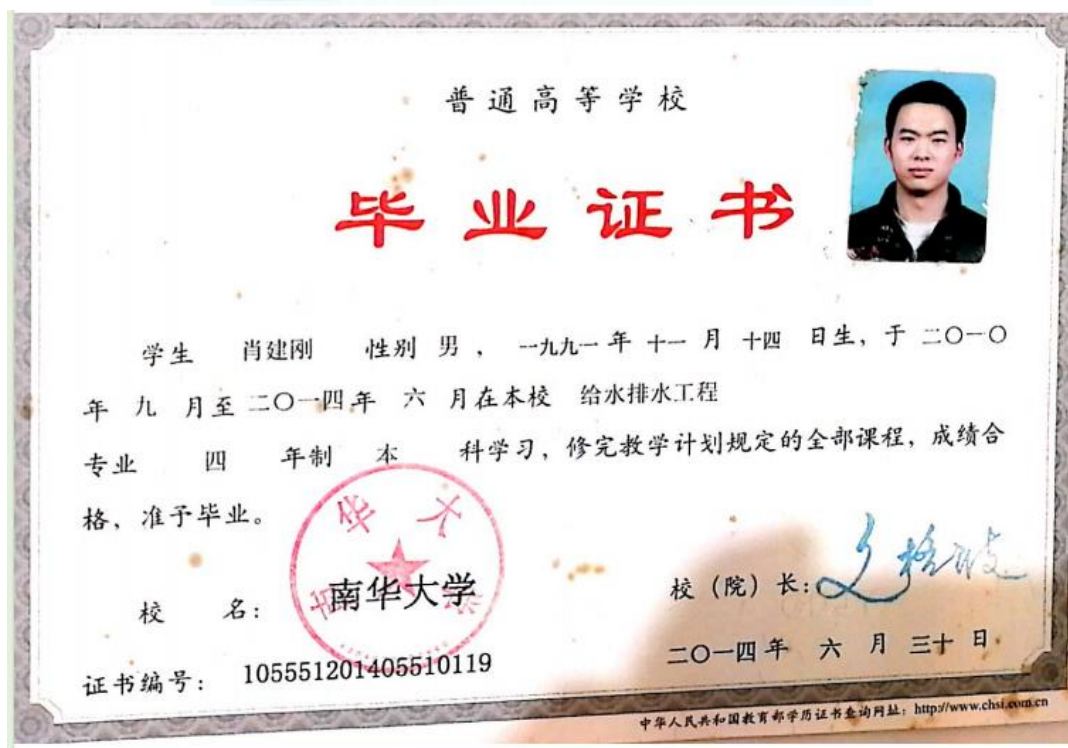 普通高等学校
毕业证书
学生 肖建刚 性别 男 ， 一九九一 年 十一 月 十四 日生，于 二〇一〇
年 九 月至 二〇一四 年 六 月在本校 给水排水工程
专业 四 年制 本 科学习，修完教学计划规定的全部课程，成绩合
格，准予毕业。
校 名： 南华大学
校（院）长：
二〇一四 年 六 月 三十 日
证书编号： 105551201405510119
中华人民共和国教育部学历证书查询网址：http://www.chsi.com.cn